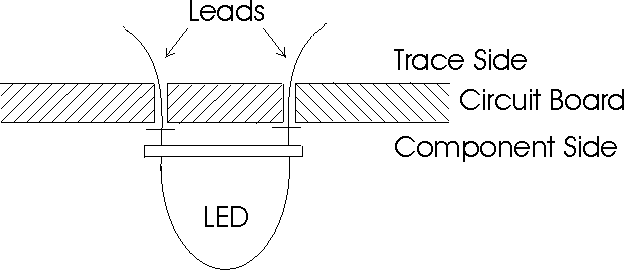 Leads
Trace Side
Circuit Board
Component Side
LED